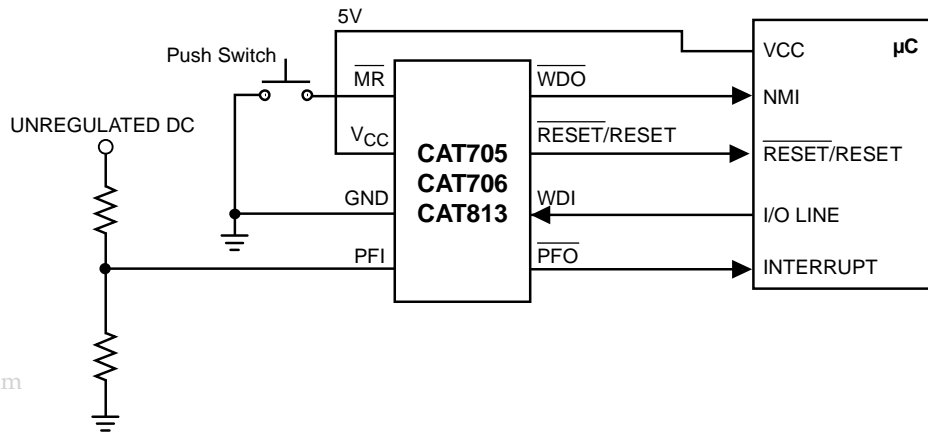 5V
VCC
µC
Push Switch
MR
WDO
NMI
UNREGULATED DC
VCC
CAT705
RESET/RESET
RESET/RESET
CAT706
GND
CAT813
WDI
I/O LINE
PFI
PFO
INTERRUPT
m